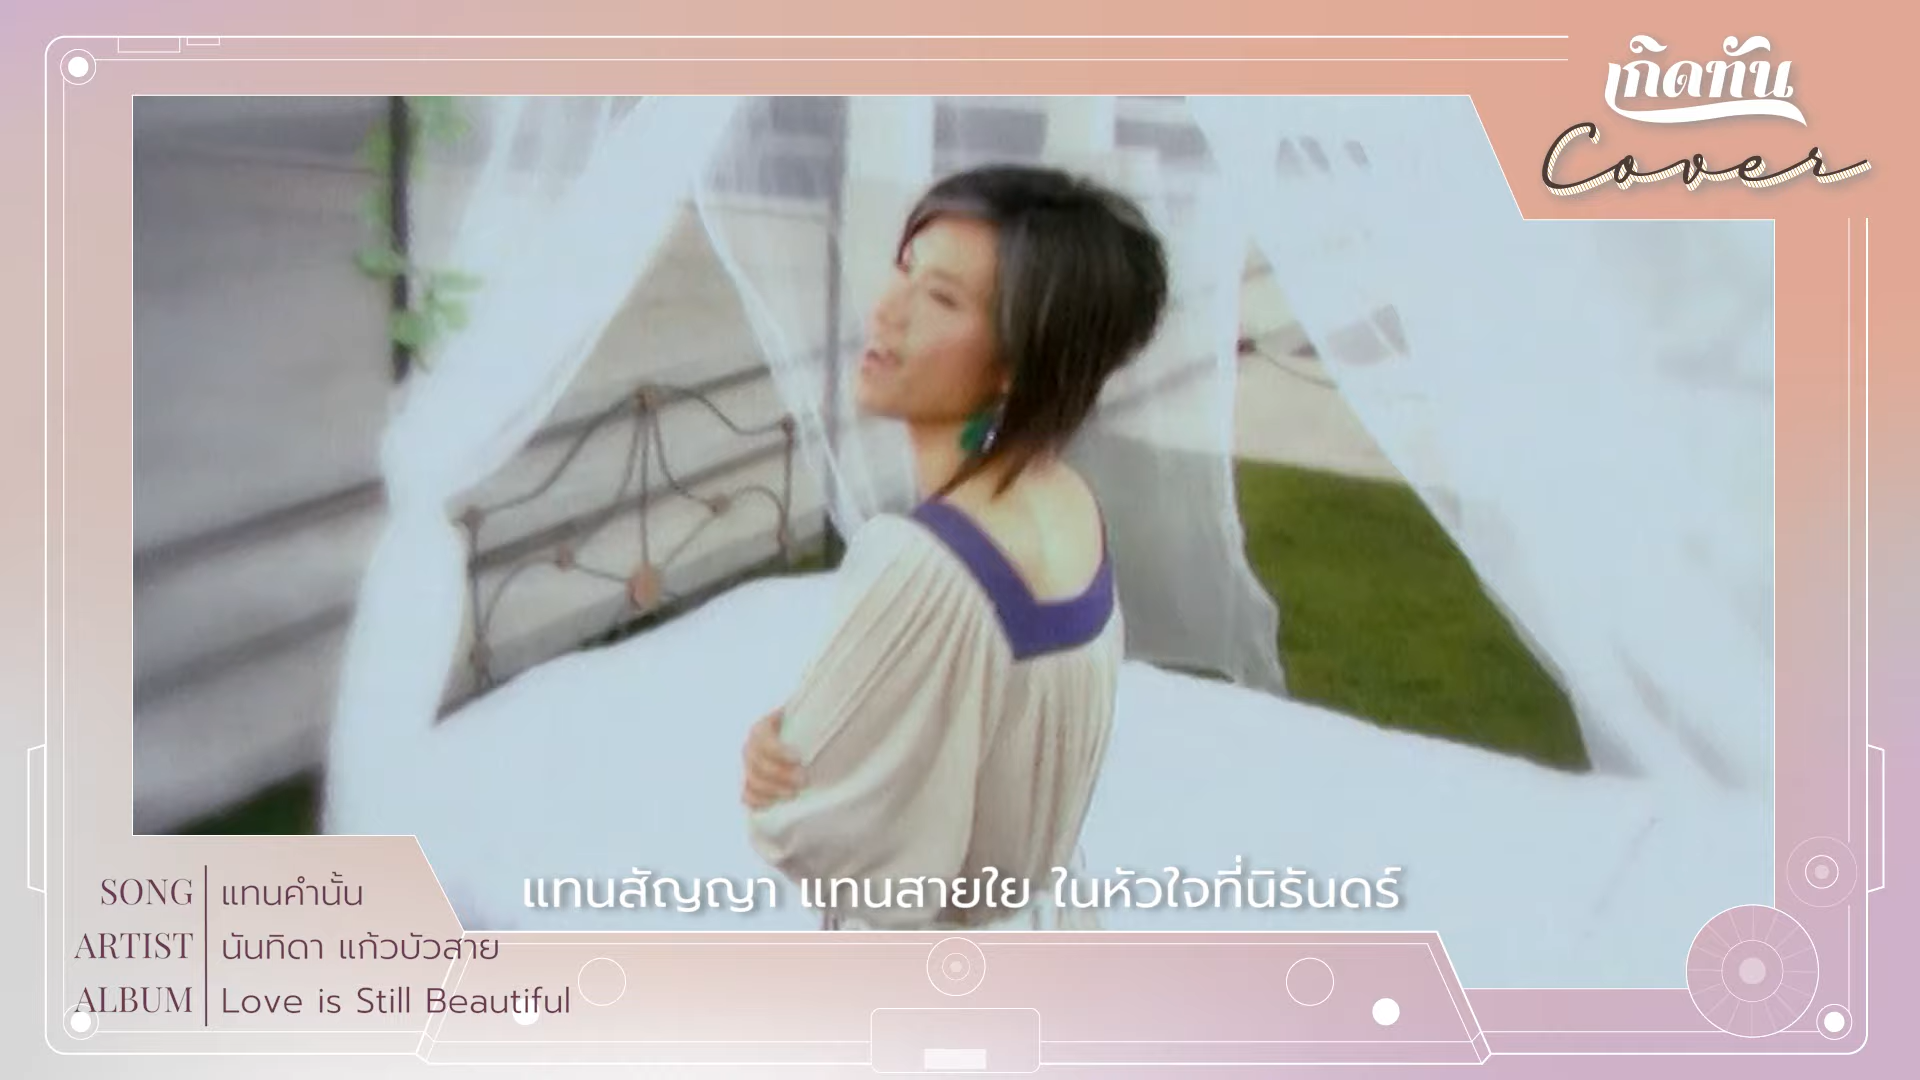 เกิดทัน
Cover
แทนสัญญา แทนสายใย ในหัวใจที่นิรันดร์
SONG แทนคำนั้น
ARTIST นันทิดา แก้วบัวสาย
ALBUM Love is Still Beautiful